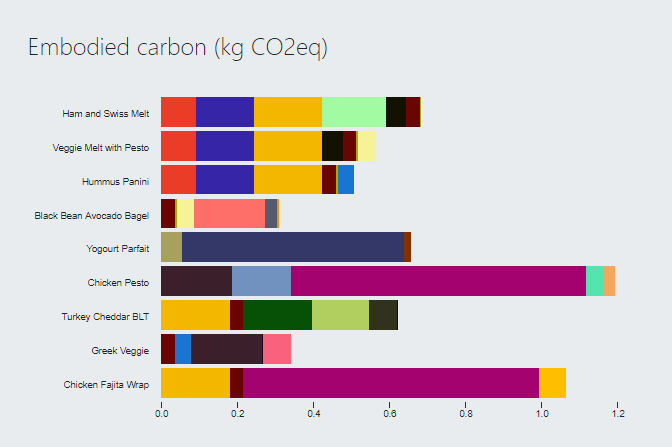 Embodied carbon (kg CO2eq)
Ham and Swiss Melt
Veggie Melt with Pesto
Hummus Panini
Black Bean Avocado Bagel
Yogourt Parfait
Chicken Pesto
Turkey Cheddar BLT
Greek Veggie
Chicken Fajita Wrap
0.0 0.2 0.4 0.6 0.8 1.0 1.2